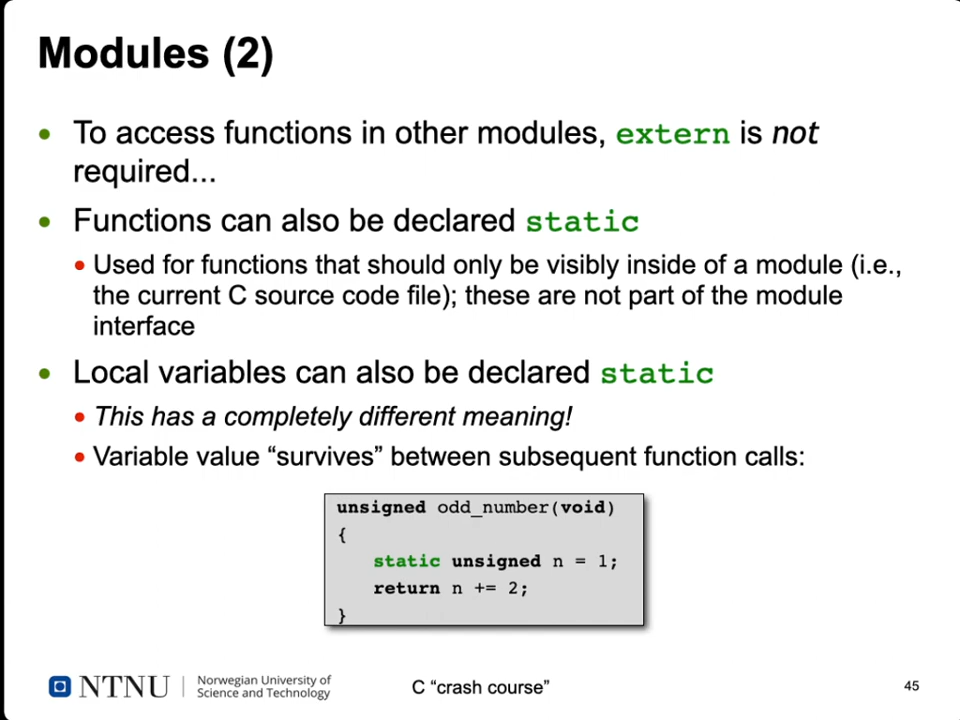 Modules (2)
• To access functions in other modules, extern is not
required...
• Functions can also be declared static
• Used for functions that should only be visibly inside of a module (i.e.,
the current C source code file); these are not part of the module
interface
• Local variables can also be declared static
• This has a completely different meaning!
• Variable value “survives” between subsequent function calls:
unsigned odd_number(void)
{
static unsigned n = 1;
return n += 2;
}
NTNU
Norwegian University of
Science and Technology
C “crash course”
45